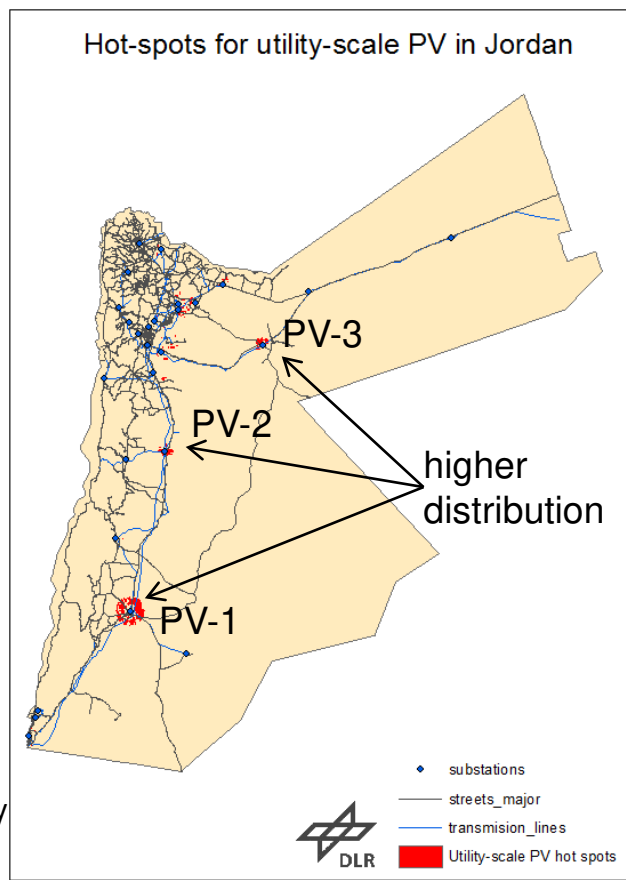 Hot-spots for utility-scale PV in Jordan
PV-3
PV-2
higher
distribution
PV-1
substations
streets_major
transmision_lines
Utility-scale PV hot spots
DLR